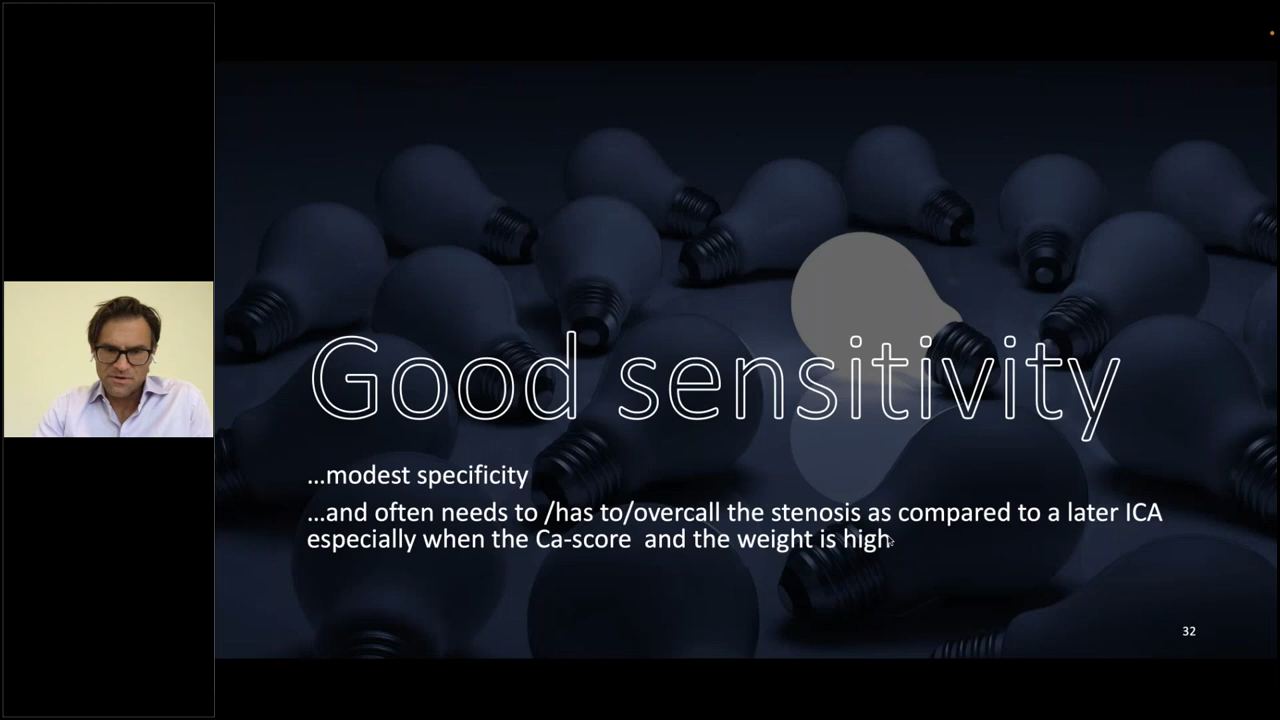 Good sensitivity
...modest specificity
...and often needs to /has to/overcall the stenosis as compared to a later ICA
especially when the Ca-score  and the weight is high
32